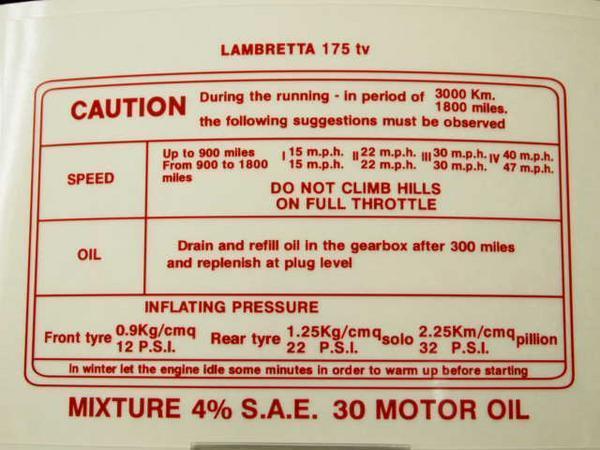 LAMBRETTA 175 tv
CAUTION During the running - in period of 3000 Km.
1800 miles.
the following suggestions must be observed
SPEED
Up to 900 miles I 15 m.p.h. II 22 m.p.h. III 30 m.p.h. IV 40 m.p.h.
From 900 to 1800 15 m.p.h. 22 m.p.h. 30 m.p.h. 47 m.p.h.
miles
DO NOT CLIMB HILLS
ON FULL THROTTLE
OIL
Drain and refill oil in the gearbox after 300 miles
and replenish at plug level
INFLATING PRESSURE
Front tyre 0.9Kg/cmq Rear tyre 1.25Kg/cmq solo 2.25Km/cmq pillion
12 P.S.I. 22 P.S.I. 32 P.S.I.
In winter let the engine idle some minutes in order to warm up before starting
MIXTURE 4% S.A.E. 30 MOTOR OIL